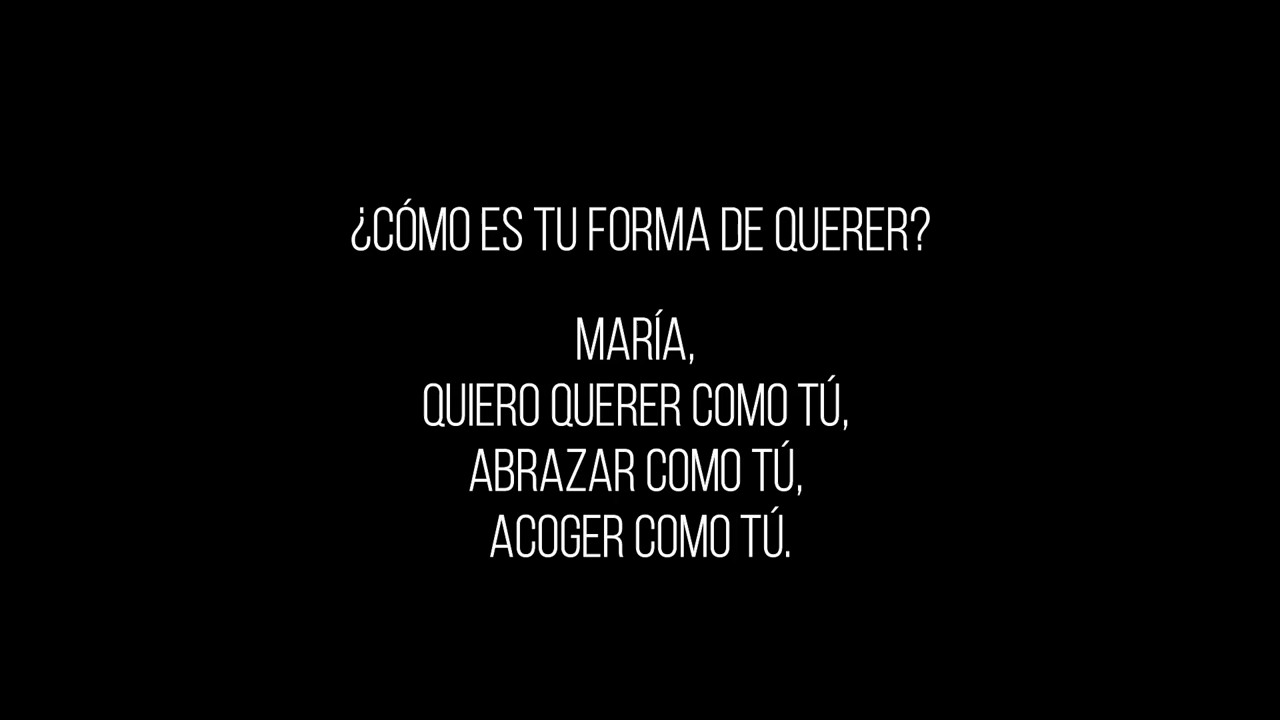 ¿CÓMO ES TU FORMA DE QUERER?
MARÍA,
QUIERO QUERER COMO TÚ,
ABRAZAR COMO TÚ,
ACOGER COMO TÚ.